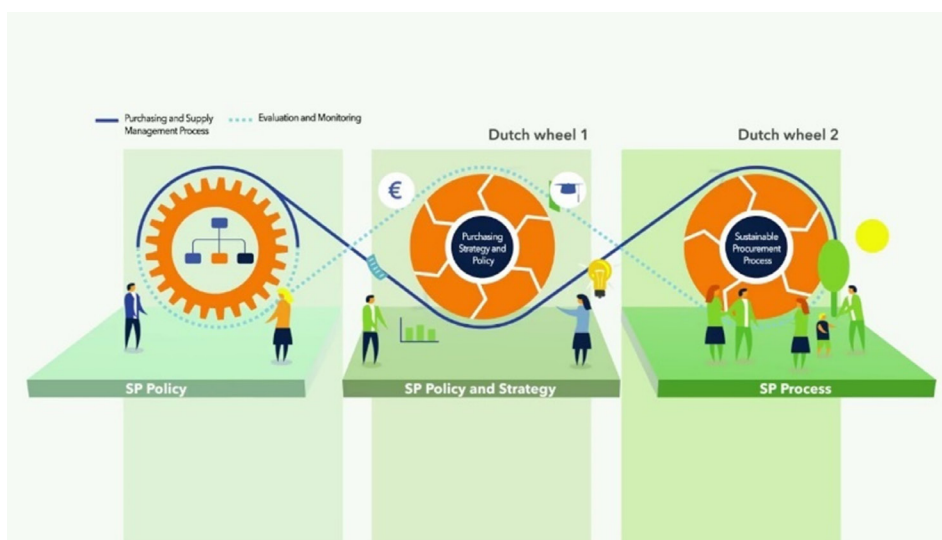 Purchasing and Supply
Management Process
Evaluation and Monitoring
Dutch wheel 1
Dutch wheel 2
€
Purchasing
Strategy and
Policy
Sustainable
Procurement
Process
SP Policy
SP Policy and Strategy
SP Process